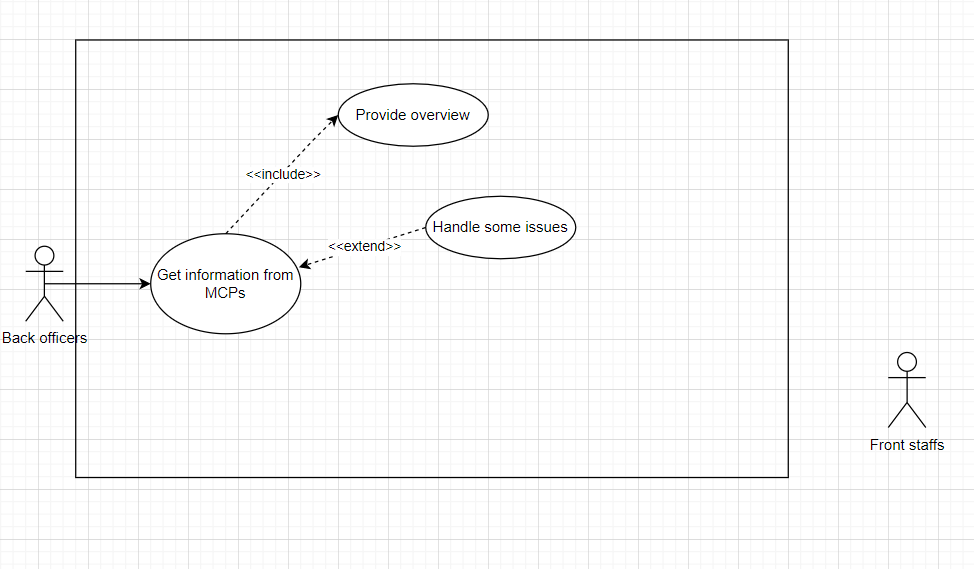 Provide overview
<<include>>
Handle some issues
<<extend>>
Get information from
MCPs
Back officers
Front staffs